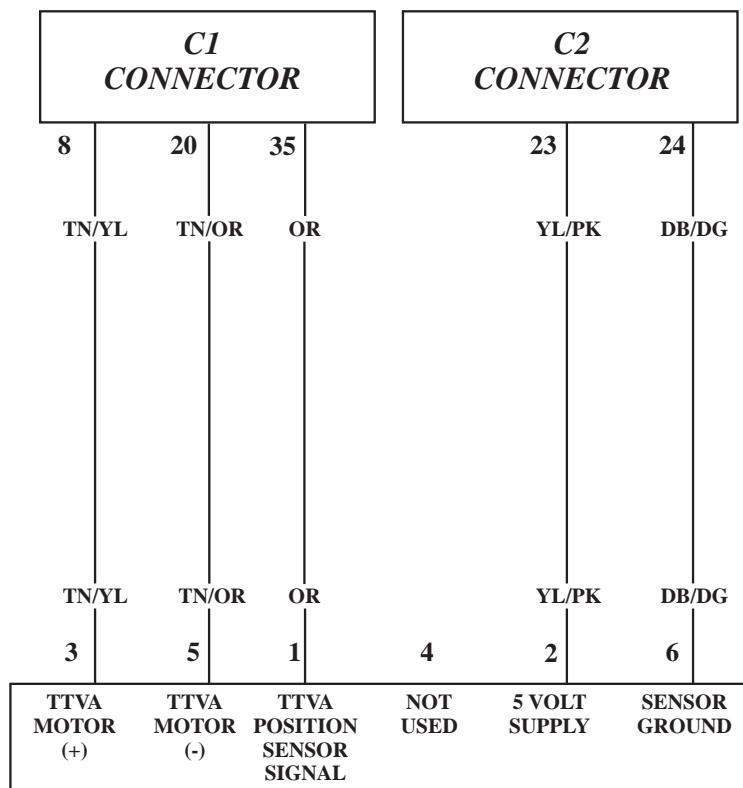 C1
CONNECTOR
C2
CONNECTOR
8 20 35 23 24
TN/YL TN/OR OR YL/PK DB/DG
TN/YL TN/OR OR YL/PK DB/DG
3 5 1 4 2 6
TTVA
MOTOR
(+)
TTVA
MOTOR
(-)
TTVA
POSITION
SENSOR
SIGNAL
NOT
USED
5 VOLT
SUPPLY
SENSOR
GROUND